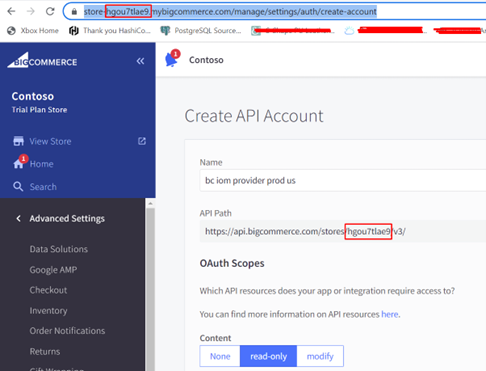 store-hgou7tlae9.mybigcommerce.com/manage/settings/auth/create-account
Xbox Home
Thank you HashiCo...
PostgreSQL Source...
BIGCOMMERCE
«
1
Contoso
Contoso
Trial Plan Store
View Store
1
Home
Search
Advanced Settings
Data Solutions
Google AMP
Checkout
Inventory
Order Notifications
Returns
Gift Wrapping
Create API Account
Name
bc iom provider prod us
API Path
https://api.bigcommerce.com/stores/hgou7tlae9/v3/
OAuth Scopes
Which API resources does your app or integration require access to?
You can find more information on API resources here.
Content
None read-only modify